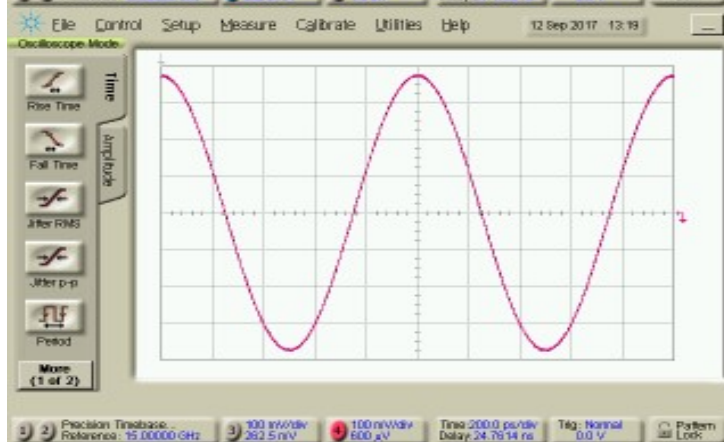 File Control Setup Measure Calibrate Utilities Help 12 Sep 2017 13:19
Oscilloscope Mode
Time
Amplitude
Rise Time
Fall Time
Jitter RMS
Jitter p-p
Period
More
(1 of 2)
1) 2) Precision Timebase...
Reference: 15.00000 GHz
3) 100 mV/div
262.5 mV
4) 100 mV/div
600 µV
Time:200.0 ps/div
Delay:24.7614 ns
Trig: Normal
0.0 V
Pattern
Lock